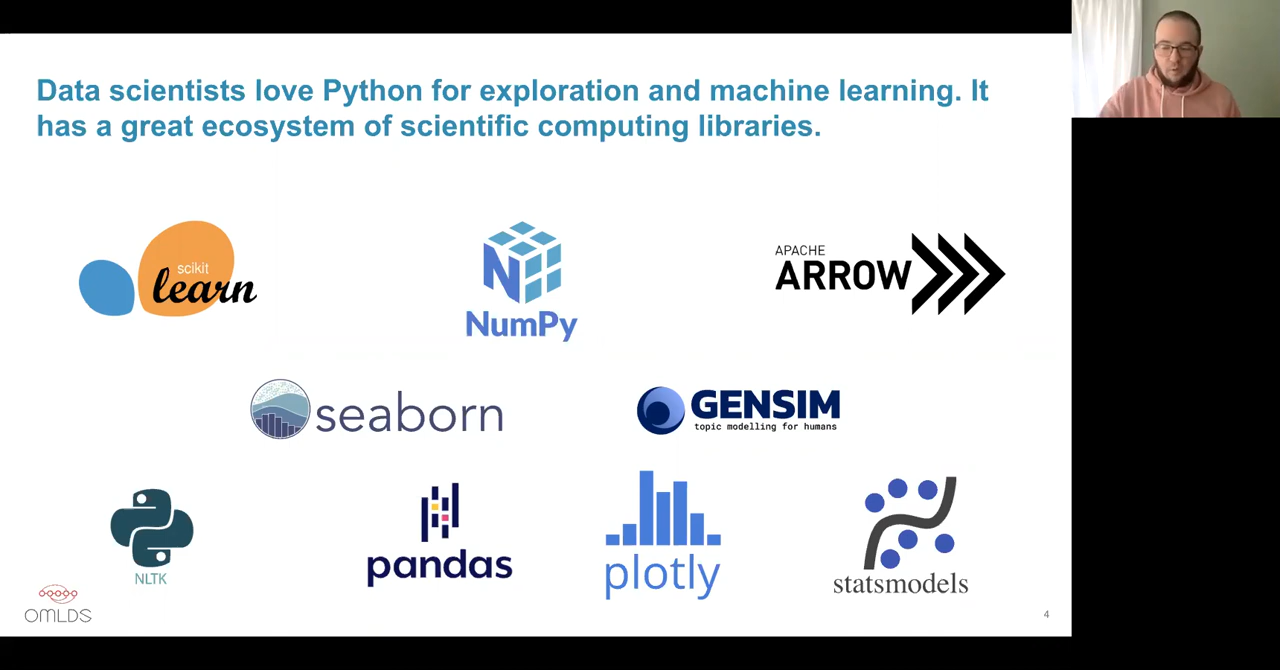 Data scientists love Python for exploration and machine learning. It
has a great ecosystem of scientific computing libraries.
scikit
learn
NumPy
APACHE
ARROW
seaborn
GENSIM
topic modelling for humans
NLTK
pandas
plotly
statsmodels
OMLDS
4